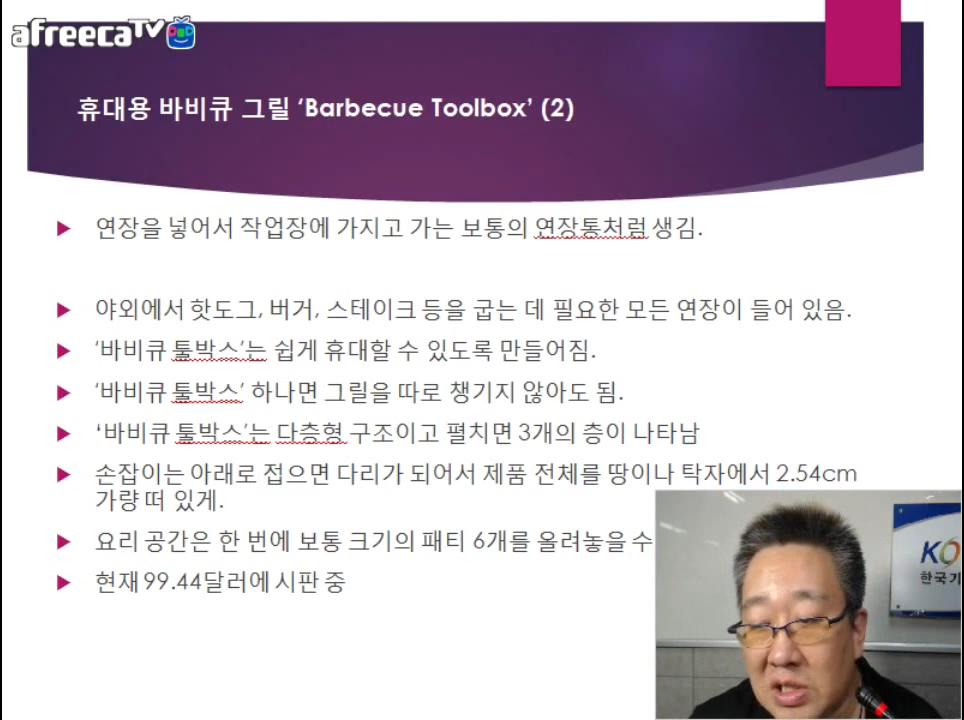 afreecaTV
휴대용 바비큐 그릴 ‘Barbecue Toolbox’ (2)
연장을 넣어서 작업장에 가지고 가는 보통의 연장통처럼 생김.
야외에서 핫도그, 버거, 스테이크 등을 굽는 데 필요한 모든 연장이 들어 있음.
‘바비큐 툴박스’는 쉽게 휴대할 수 있도록 만들어짐.
‘바비큐 툴박스’ 하나면 그릴을 따로 챙기지 않아도 됨.
‘바비큐 툴박스’는 다층형 구조이고 펼치면 3개의 층이 나타남
손잡이는 아래로 접으면 다리가 되어서 제품 전체를 땅이나 탁자에서 2.54cm
가량 떠 있게.
요리 공간은 한 번에 보통 크기의 패티 6개를 올려놓을 수
현재 99.44달러에 시판 중
KO
한국기